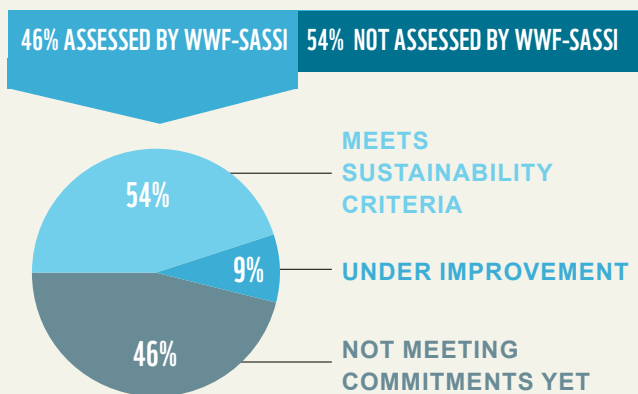 46% ASSESSED BY WWF-SASSI
54% NOT ASSESSED BY WWF-SASSI
MEETS
SUSTAINABILITY
CRITERIA
54%
9%
UNDER IMPROVEMENT
46%
NOT MEETING
COMMITMENTS YET